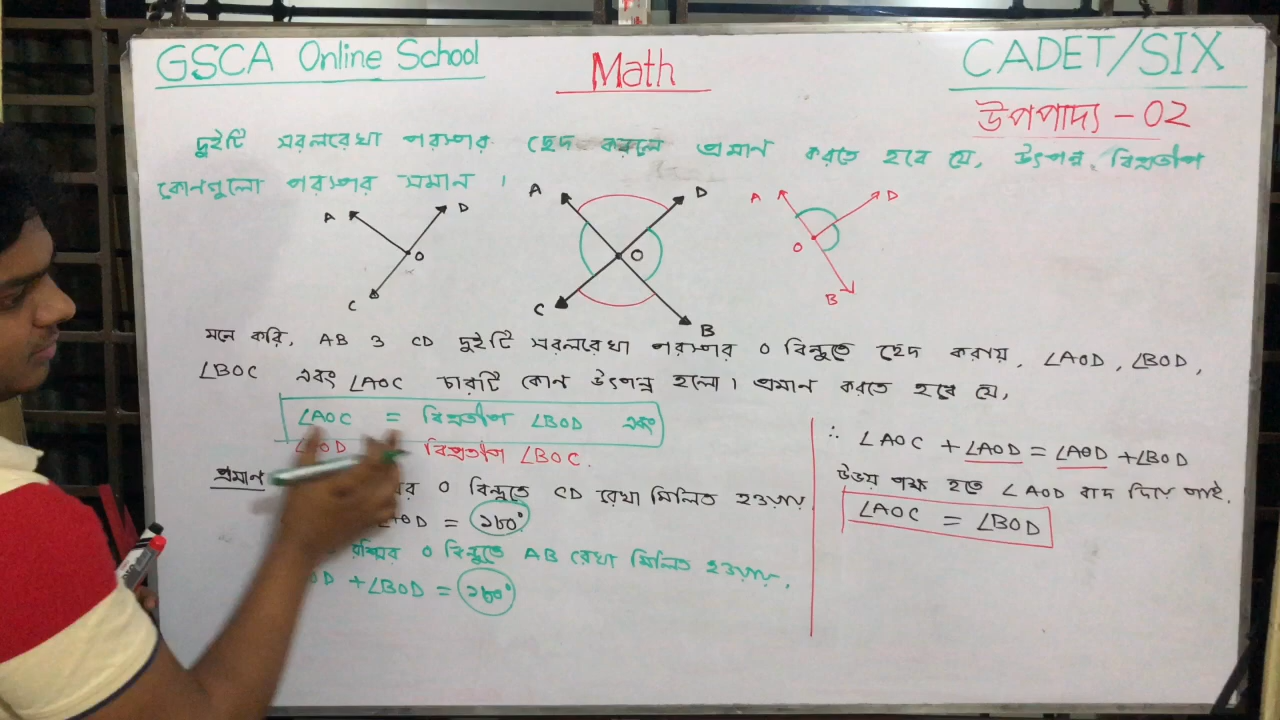 GSCA Online School
Math
CADET/SIX
উপপাদ্য - 02
দুইটি সরলরেখা পরস্পর ছেদ করলে প্রমান করতে হবে যে, উৎপন্ন বিপ্রতীপ
কোনগুলো পরস্পর সমান ।
A D O C
A D O C B
A D O B
মনে করি, AB ও CD দুইটি সরলরেখা পরস্পর O বিন্দুতে ছেদ করায়, ∠AOD, ∠BOD,
∠BOC এবং ∠AOC চারটি কোন উৎপন্ন হলো। প্রমান করতে হবে যে,
∠AOC = বিপ্রতীপ ∠BOD এবং
∠AOD বিপ্রতীপ ∠BOC.
প্রমান O বিন্দুতে CD রেখা মিলিত হওয়ায়,
∠AOD = ১৮০°
রশ্মির O বিন্দুতে AB রেখা মিলিত হওয়ায়,
+∠BOD = ১৮০°
∴ ∠AOC + ∠AOD = ∠AOD + ∠BOD
উভয় পক্ষ হতে ∠AOD বাদ দিয়ে পাই,
∠AOC = ∠BOD